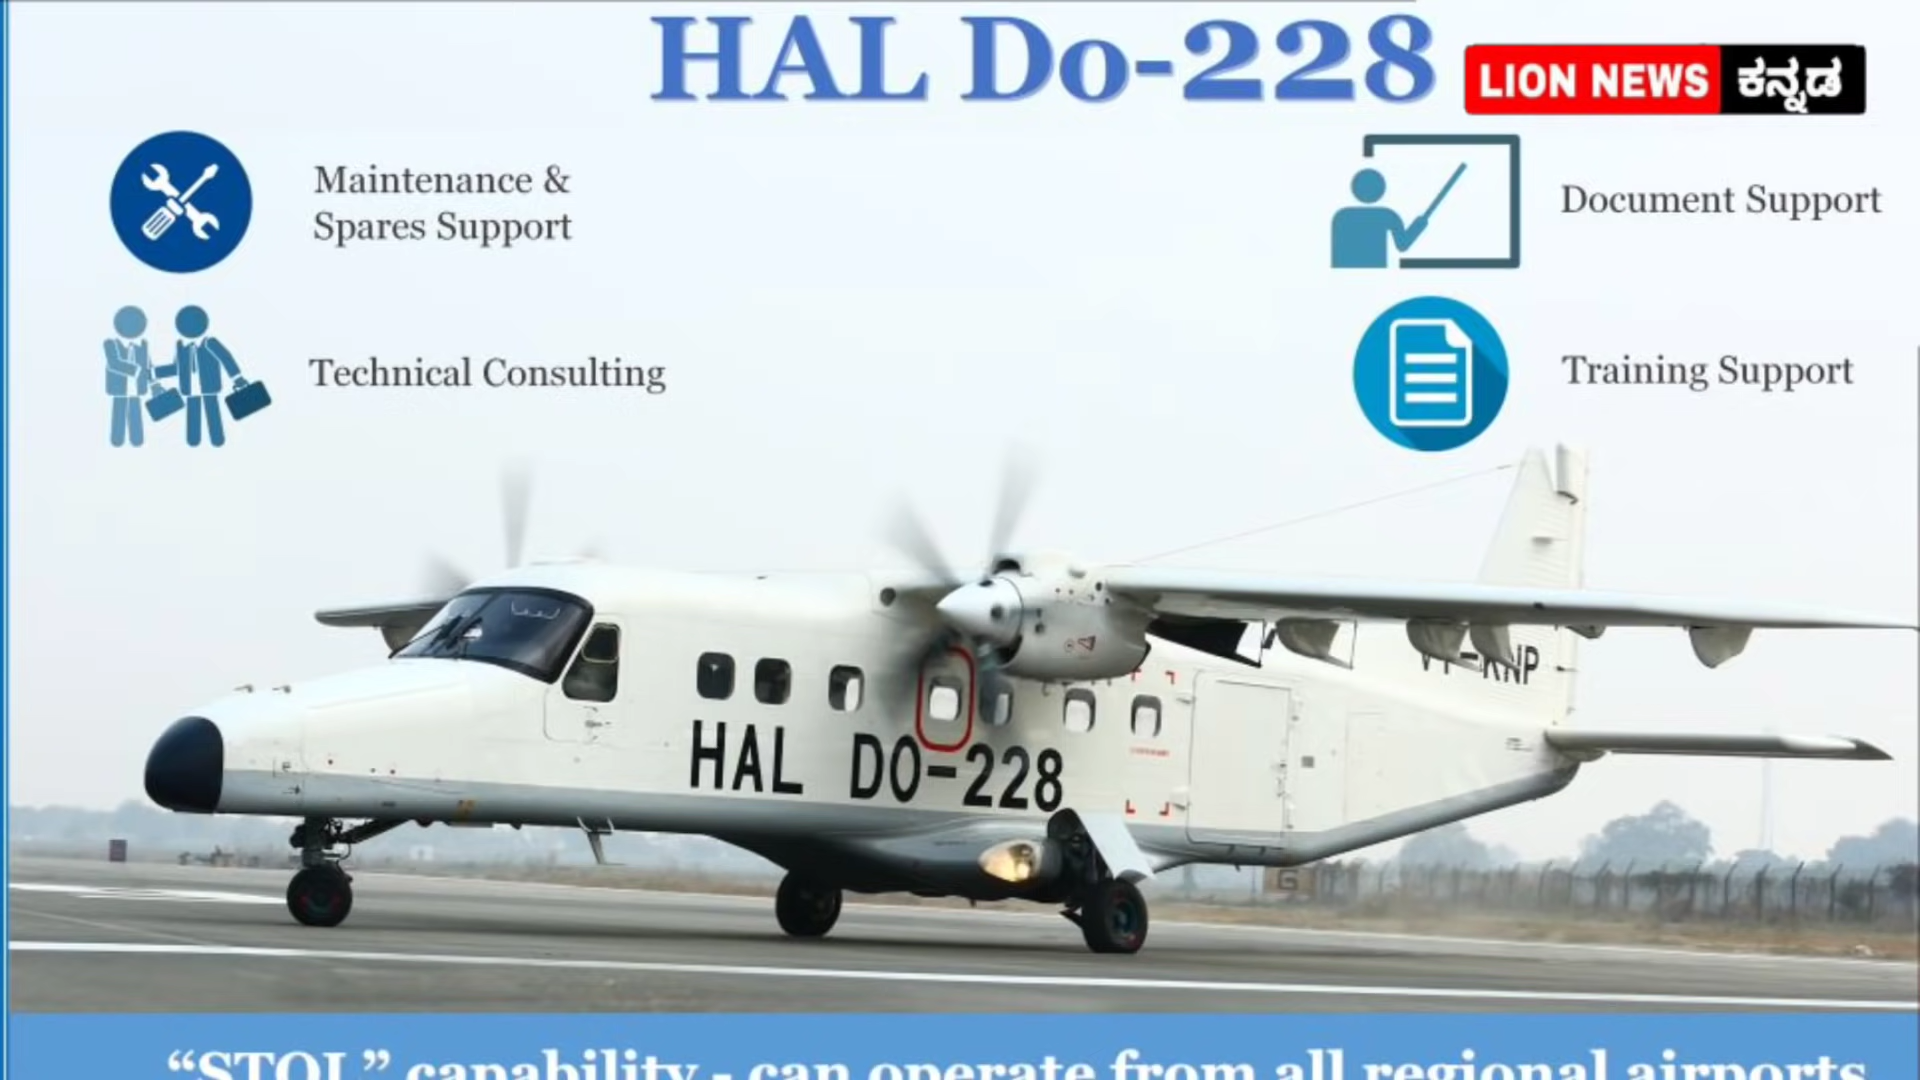 HAL Do-228
LION NEWS ಕನ್ನಡ
Maintenance &
Spares Support
Document Support
Technical Consulting
Training Support
HAL DO-228
“STOL” capability - can operate from all regional airports